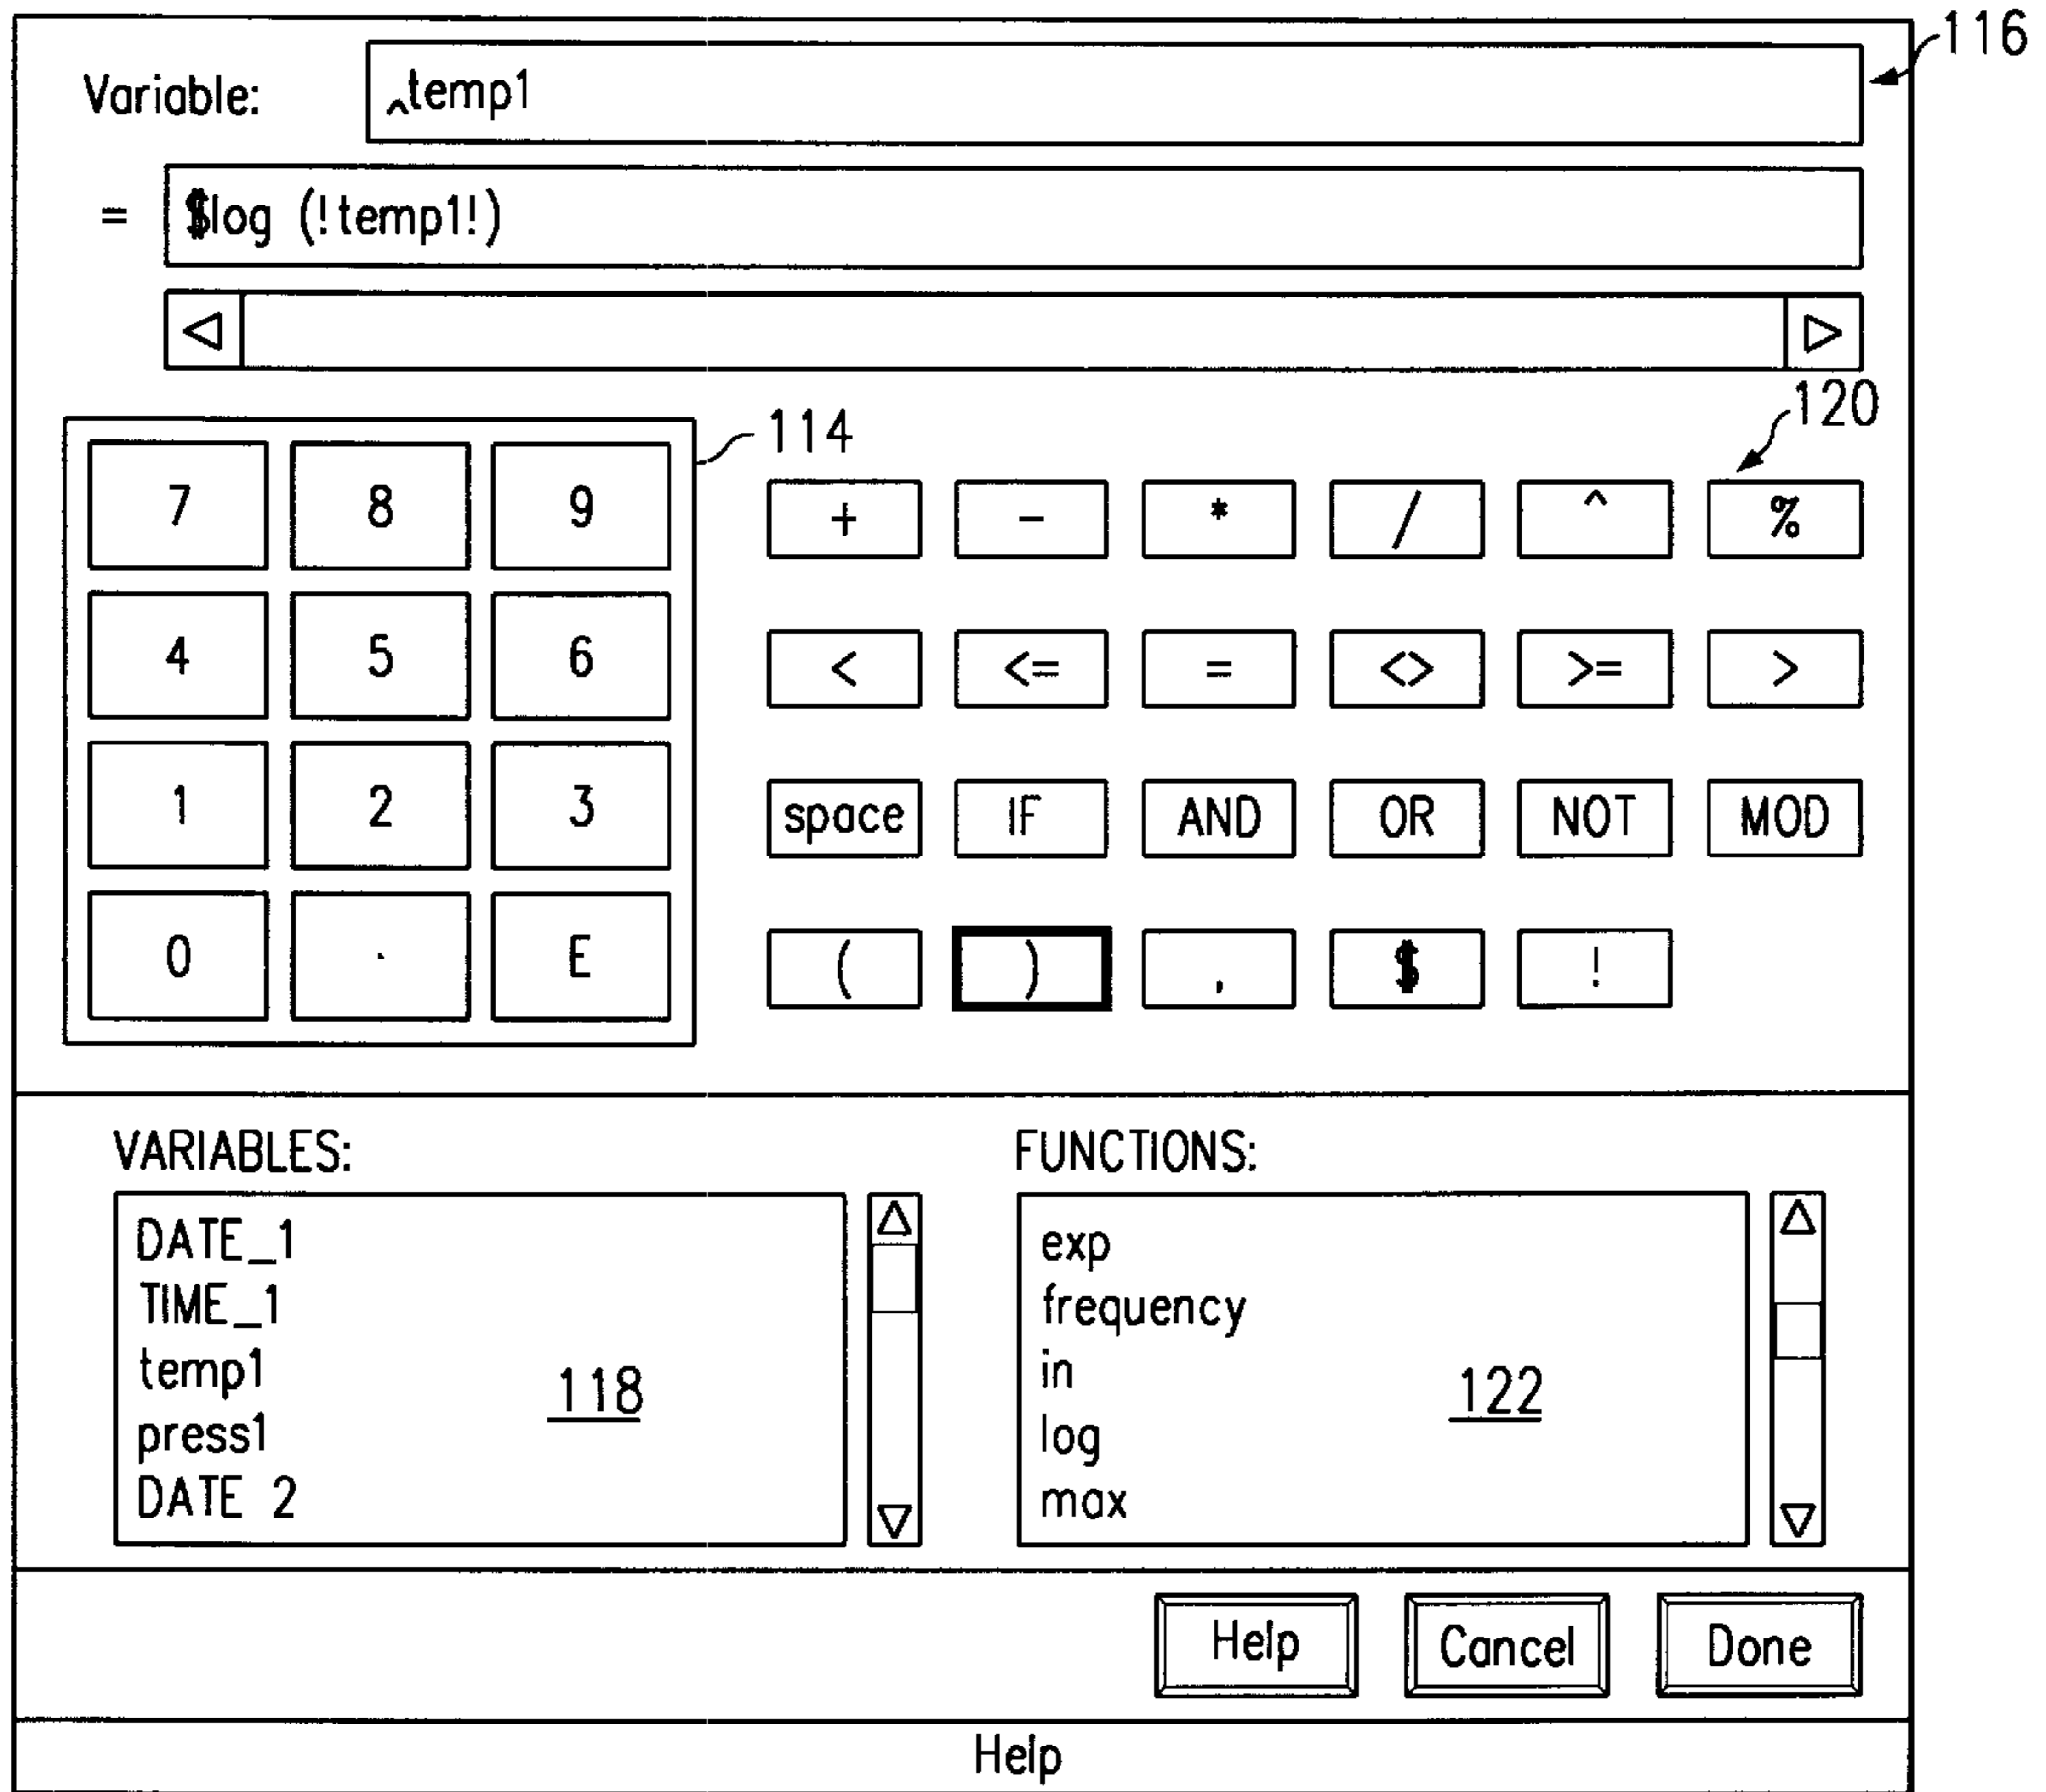 116
Variable: ^temp1
= $log (!temp1!)
120
114
7 8 9
+ - * / ^ %
4 5 6
< <= = <> >= >
1 2 3
space IF AND OR NOT MOD
0 . E
( ) , $ !
VARIABLES: FUNCTIONS:
DATE_1
TIME_1
temp1
press1
DATE 2
118
exp
frequency
in
log
max
122
Help Cancel Done
Help